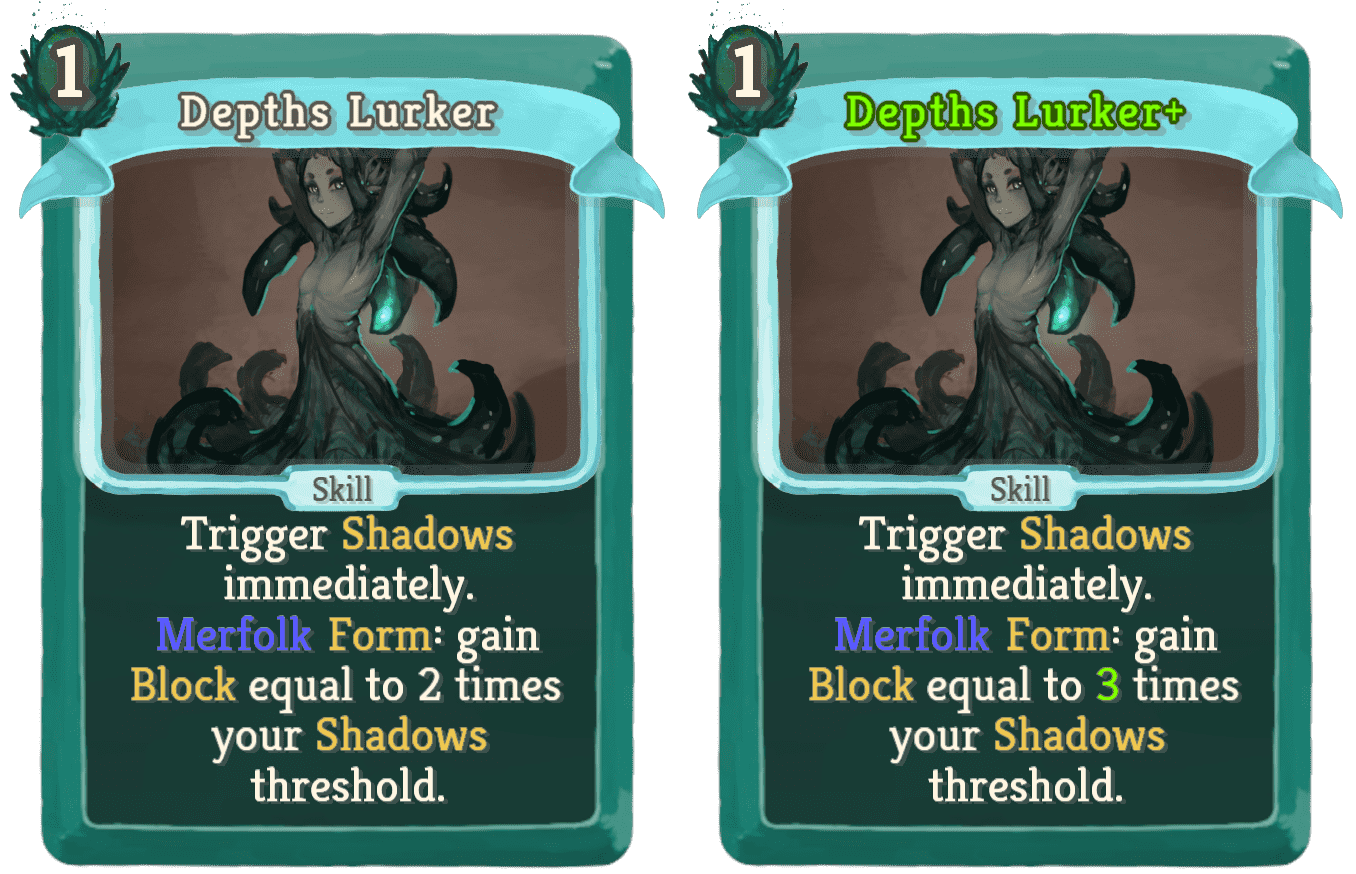 1
Depths Lurker
Skill
Trigger Shadows
immediately.
Merfolk Form: gain
Block equal to 2 times
your Shadows
threshold.
1
Depths Lurker+
Skill
Trigger Shadows
immediately.
Merfolk Form: gain
Block equal to 3 times
your Shadows
threshold.